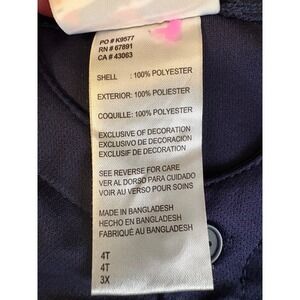 PO # K9577
RN # 67891
CA # 43063
SHELL : 100% POLYESTER
EXTERIOR: 100% POLIESTER
COQUILLE: 100% POLYESTER
EXCLUSIVE OF DECORATION
EXCLUSIVO DE DECORACIÓN
EXCLUSIF DE DECORATION
SEE REVERSE FOR CARE
VER AL DORSO PARA CUIDADO
VOIR AU VERSO POUR SOINS
MADE IN BANGLADESH
HECHO EN BANGLADESH
FABRIQUÉ AU BANGLADESH
4T
4T
3X